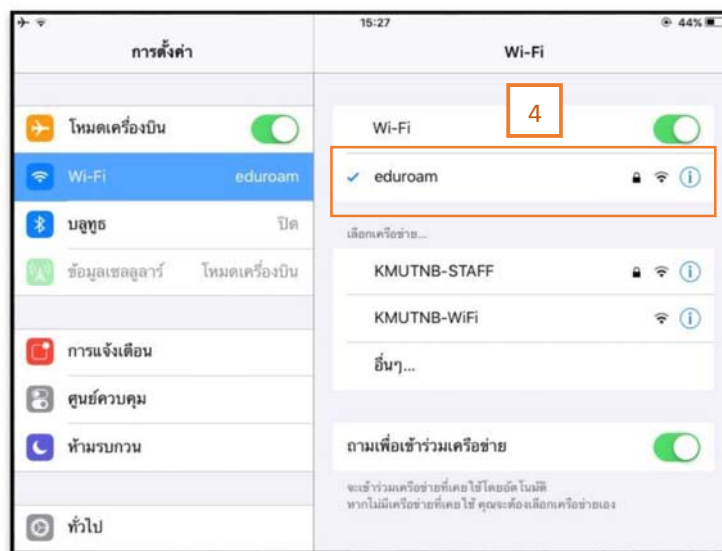 15:27
44%
การตั้งค่า
โหมดเครื่องบิน
Wi-Fi eduroam
บลูทูธ ปิด
ข้อมูลเซลลูลาร์ โหมดเครื่องบิน
การแจ้งเตือน
ศูนย์ควบคุม
ห้ามรบกวน
ทั่วไป
Wi-Fi
4
Wi-Fi
eduroam
เลือกเครือข่าย...
KMUTNB-STAFF
KMUTNB-WiFi
อื่นๆ...
ถามเพื่อเข้าร่วมเครือข่าย
จะเข้าร่วมเครือข่ายที่เคยใช้โดยอัตโนมัติ
หากไม่มีเครือข่ายที่เคยใช้ คุณจะต้องเลือกเครือข่ายเอง